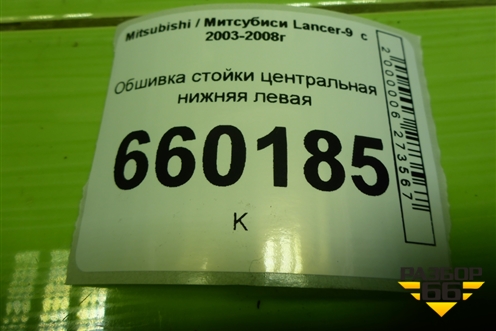 Mitsubishi / Митсубиси Lancer-9 с
2003-2008г
Обшивка стойки центральная
нижняя левая
660185
К
2000006273567
РАЗБОР
66